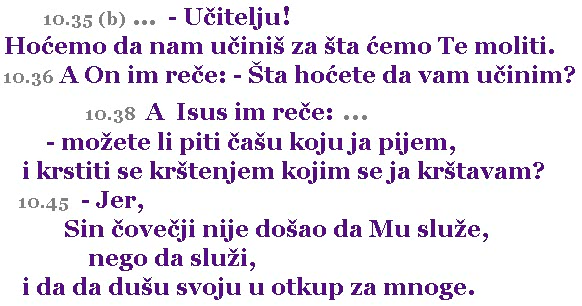 10.35 (b) ... - Učitelju!
Hoćemo da nam učiniš za šta ćemo Te moliti.
10.36 A On im reče: - Šta hoćete da vam učinim?
10.38 A Isus im reče: ...
- možete li piti čašu koju ja pijem,
i krstiti se krštenjem kojim se ja krštavam?
10.45 - Jer,
Sin čovečji nije došao da Mu služe,
nego da služi,
i da da dušu svoju u otkup za mnoge.